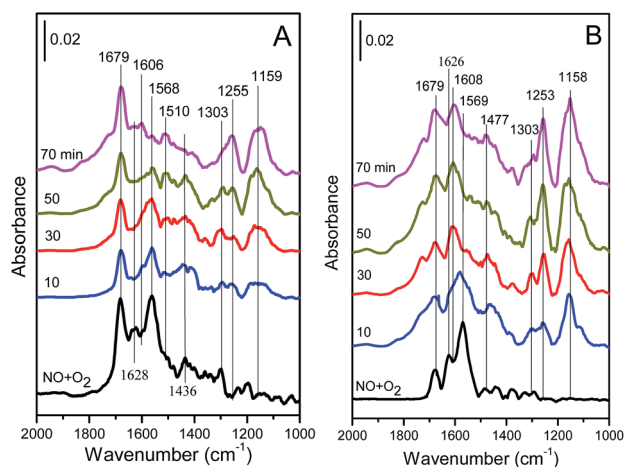 0.02
A
1679
1606
1568
1510
1303
1255
1159
70 min
50
30
10
NO+O2
1628
1436
Absorbance
2000 1800 1600 1400 1200 1000
Wavenumber (cm⁻¹)
0.02
B
1679
1626
1608
1569
1477
1303
1253
1158
70 min
50
30
10
NO+O2
Absorbance
2000 1800 1600 1400 1200 1000
Wavenumber (cm⁻¹)